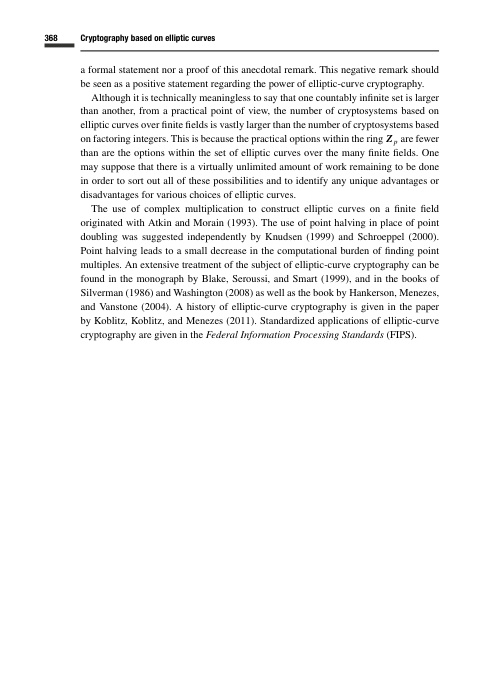 368 Cryptography based on elliptic curves
a formal statement nor a proof of this anecdotal remark. This negative remark should
be seen as a positive statement regarding the power of elliptic-curve cryptography.
Although it is technically meaningless to say that one countably infinite set is larger
than another, from a practical point of view, the number of cryptosystems based on
elliptic curves over finite fields is vastly larger than the number of cryptosystems based
on factoring integers. This is because the practical options within the ring Zp are fewer
than are the options within the set of elliptic curves over the many finite fields. One
may suppose that there is a virtually unlimited amount of work remaining to be done
in order to sort out all of these possibilities and to identify any unique advantages or
disadvantages for various choices of elliptic curves.
The use of complex multiplication to construct elliptic curves on a finite field
originated with Atkin and Morain (1993). The use of point halving in place of point
doubling was suggested independently by Knudsen (1999) and Schroeppel (2000).
Point halving leads to a small decrease in the computational burden of finding point
multiples. An extensive treatment of the subject of elliptic-curve cryptography can be
found in the monograph by Blake, Seroussi, and Smart (1999), and in the books of
Silverman (1986) and Washington (2008) as well as the book by Hankerson, Menezes,
and Vanstone (2004). A history of elliptic-curve cryptography is given in the paper
by Koblitz, Koblitz, and Menezes (2011). Standardized applications of elliptic-curve
cryptography are given in the Federal Information Processing Standards (FIPS).